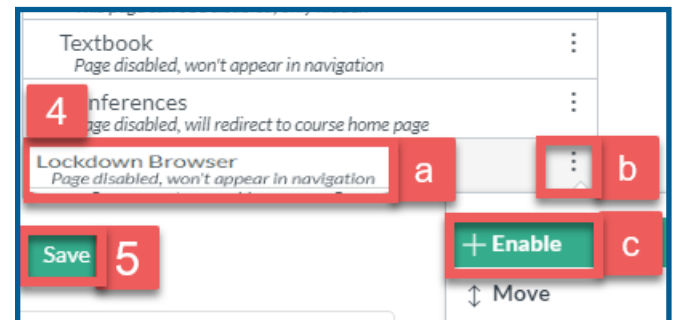 Textbook
Page disabled, won't appear in navigation
4
nferences
age disabled, will redirect to course home page
Lockdown Browser
Page disabled, won't appear in navigation
a
b
Save
5
+ Enable
c
Move